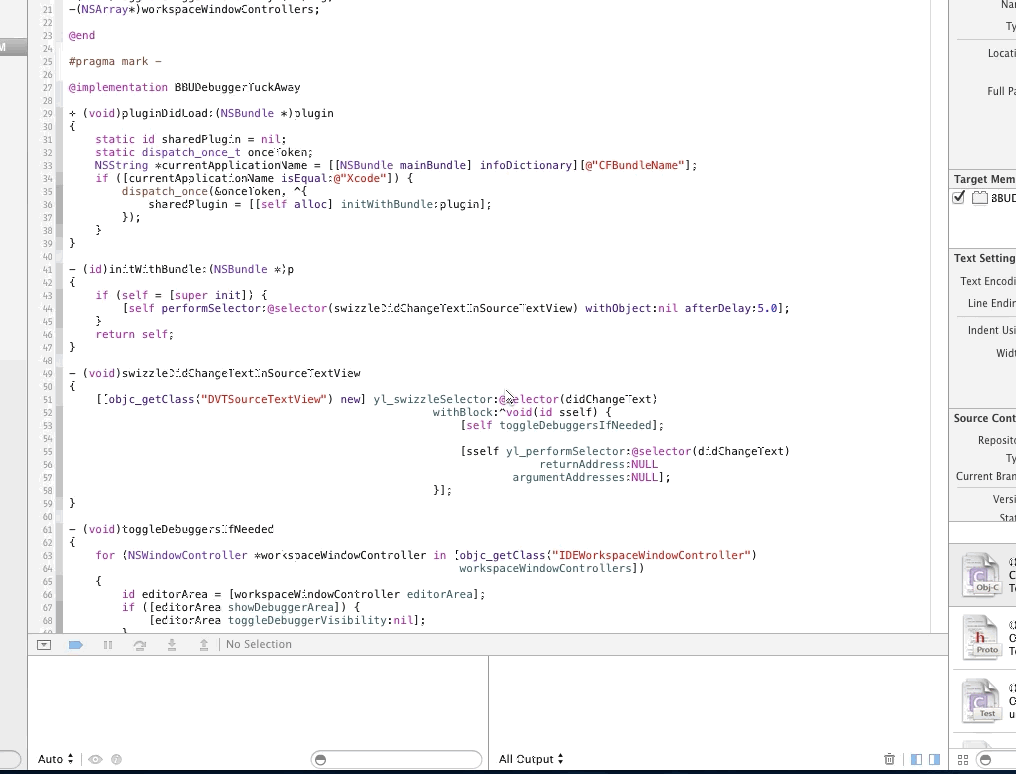 21 -(NSArray*)workspaceWindowControllers;
22
23 @end
24
25 #pragma mark -
26
27 @implementation BBUDebuggerTuckAway
28
29 + (void)pluginDidLoad:(NSBundle *)plugin
30 {
31 static id sharedPlugin = nil;
32 static dispatch_once_t onceToken;
33 NSString *currentApplicationName = [[NSBundle mainBundle] infoDictionary][@"CFBundleName"];
34 if ([currentApplicationName isEqual:@"Xcode"]) {
35 dispatch_once(&onceToken, ^{
36 sharedPlugin = [[self alloc] initWithBundle:plugin];
37 });
38 }
39 }
40
41 - (id)initWithBundle:(NSBundle *)p
42 {
43 if (self = [super init]) {
44 [self performSelector:@selector(swizzleDidChangeTextInSourceTextView) withObject:nil afterDelay:5.0];
45 }
46 return self;
47 }
48
49 - (void)swizzleDidChangeTextInSourceTextView
50 {
51 [[objc_getClass("DVTSourceTextView") new] yl_swizzleSelector:@selector(didChangeText)
52 withBlock:^void(id sself) {
53 [self toggleDebuggersIfNeeded];
54
55 [sself yl_performSelector:@selector(didChangeText)
56 returnAddress:NULL
57 argumentAddresses:NULL];
58 }];
59 }
60
61 - (void)toggleDebuggersIfNeeded
62 {
63 for (NSWindowController *workspaceWindowController in [objc_getClass("IDEWorkspaceWindowController")
64 workspaceWindowControllers])
65 {
66 id editorArea = [workspaceWindowController editorArea];
67 if ([editorArea showDebuggerArea]) {
68 [editorArea toggleDebuggerVisibility:nil];
No Selection
Auto
All Output
M
Na
Ty
Locati
Full Pa
Target Mem
BBUD
Text Setting
Text Encodi
Line Endin
Indent Usi
Widt
Source Cont
Reposito
Ty
Current Bran
Versi
Stat
Obj-C
C
T
h
Proto
T
C
Test
u